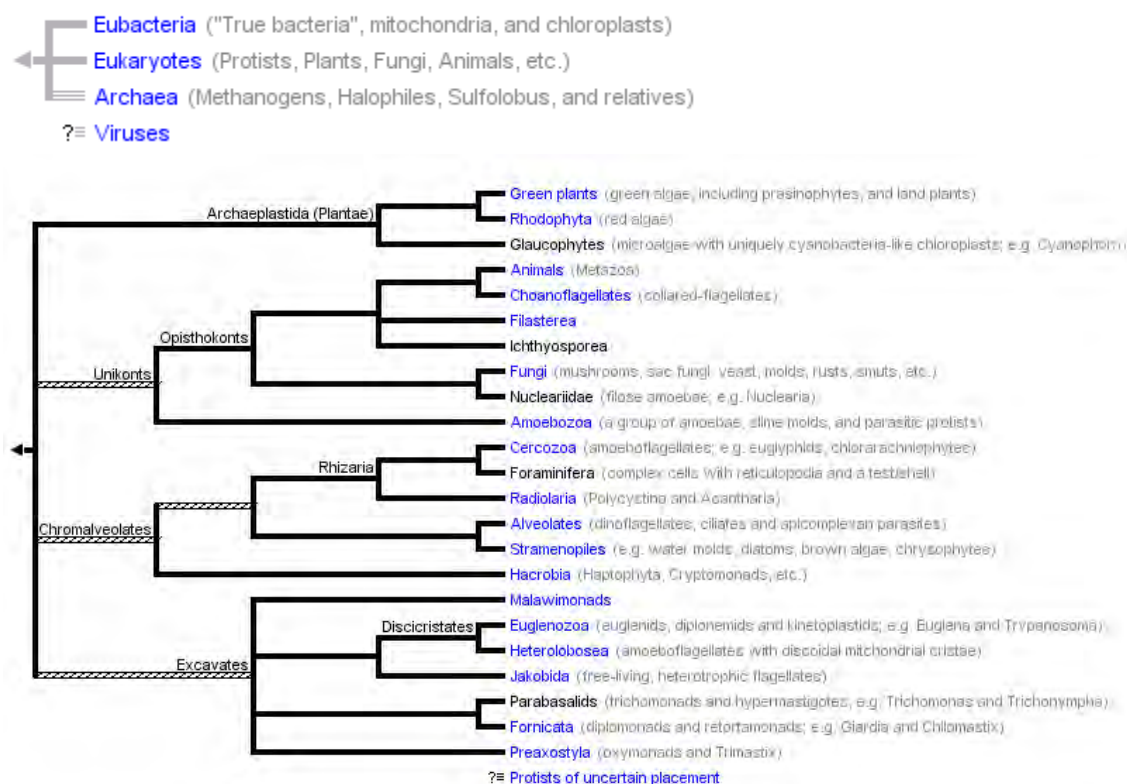 Eubacteria ("True bacteria", mitochondria, and chloroplasts)
Eukaryotes (Protists, Plants, Fungi, Animals, etc.)
Archaea (Methanogens, Halophiles, Sulfolobus, and relatives)
?≡ Viruses
Green plants (green algae, including prasinophytes, and land plants)
Archaeplastida (Plantae)
Rhodophyta (red algae)
Glaucophytes (microalgae with uniquely cyanobacteria-like chloroplasts; e.g. Cyanophor
Animals (Metazoa)
Choanoflagellates (collared-flagellates)
Filasterea
Opisthokonts
Ichthyosporea
Unikonts
Fungi (mushrooms, sac fungi, yeast, molds, rusts, smuts, etc.)
Nucleariidae (filose amoebae; e.g. Nuclearia)
Amoebozoa (a group of amoebae, slime molds, and parasitic protists)
Cercozoa (amoeboflagellates; e.g. euglyphids, chlorarachniophytes)
Rhizaria
Foraminifera (complex cells with reticulopodia and a test/shell)
Radiolaria (Polycystina and Acantharia)
Chromalveolates
Alveolates (dinoflagellates, ciliates and apicomplexan parasites)
Stramenopiles (e.g. water molds, diatoms, brown algae, chrysophytes)
Hacrobia (Haptophyta, Cryptomonads, etc.)
Malawimonads
Discicristates
Euglenozoa (euglenids, diplonemids and kinetoplastids; e.g. Euglena and Trypanosoma)
Heterolobosea (amoeboflagellates with discoidal mitchondrial cristae)
Excavates
Jakobida (free-living, heterotrophic flagellates)
Parabasalids (trichomonads and hypermastigotes, e.g. Trichomonas and Trichonympha)
Fornicata (diplomonads and retortamonads; e.g. Giardia and Chilomastix)
Preaxostyla (oxymonads and Trimastix)
?≡ Protists of uncertain placement